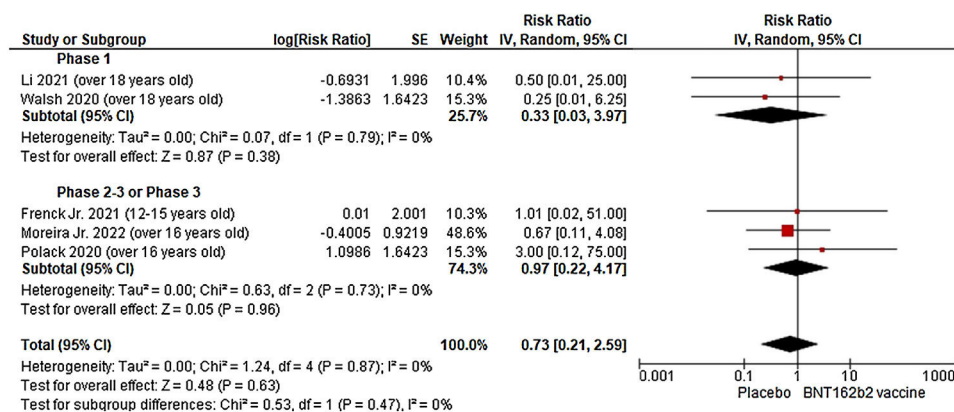 Risk Ratio Risk Ratio
Study or Subgroup log[Risk Ratio] SE Weight IV, Random, 95% CI IV, Random, 95% CI
Phase 1
Li 2021 (over 18 years old) -0.6931 1.996 10.4% 0.50 [0.01, 25.00]
Walsh 2020 (over 18 years old) -1.3863 1.6423 15.3% 0.25 [0.01, 6.25]
Subtotal (95% CI) 25.7% 0.33 [0.03, 3.97]
Heterogeneity: Tau² = 0.00; Chi² = 0.07, df = 1 (P = 0.79); I² = 0%
Test for overall effect: Z = 0.87 (P = 0.38)
Phase 2-3 or Phase 3
Frenck Jr. 2021 (12-15 years old) 0.01 2.001 10.3% 1.01 [0.02, 51.00]
Moreira Jr. 2022 (over 16 years old) -0.4005 0.9219 48.6% 0.67 [0.11, 4.08]
Polack 2020 (over 16 years old) 1.0986 1.6423 15.3% 3.00 [0.12, 75.00]
Subtotal (95% CI) 74.3% 0.97 [0.22, 4.17]
Heterogeneity: Tau² = 0.00; Chi² = 0.63, df = 2 (P = 0.73); I² = 0%
Test for overall effect: Z = 0.05 (P = 0.96)
Total (95% CI) 100.0% 0.73 [0.21, 2.59]
Heterogeneity: Tau² = 0.00; Chi² = 1.24, df = 4 (P = 0.87); I² = 0%
Test for overall effect: Z = 0.48 (P = 0.63)
Test for subgroup differences: Chi² = 0.53, df = 1 (P = 0.47), I² = 0%
0.001 0.1 1 10 1000
Placebo BNT162b2 vaccine